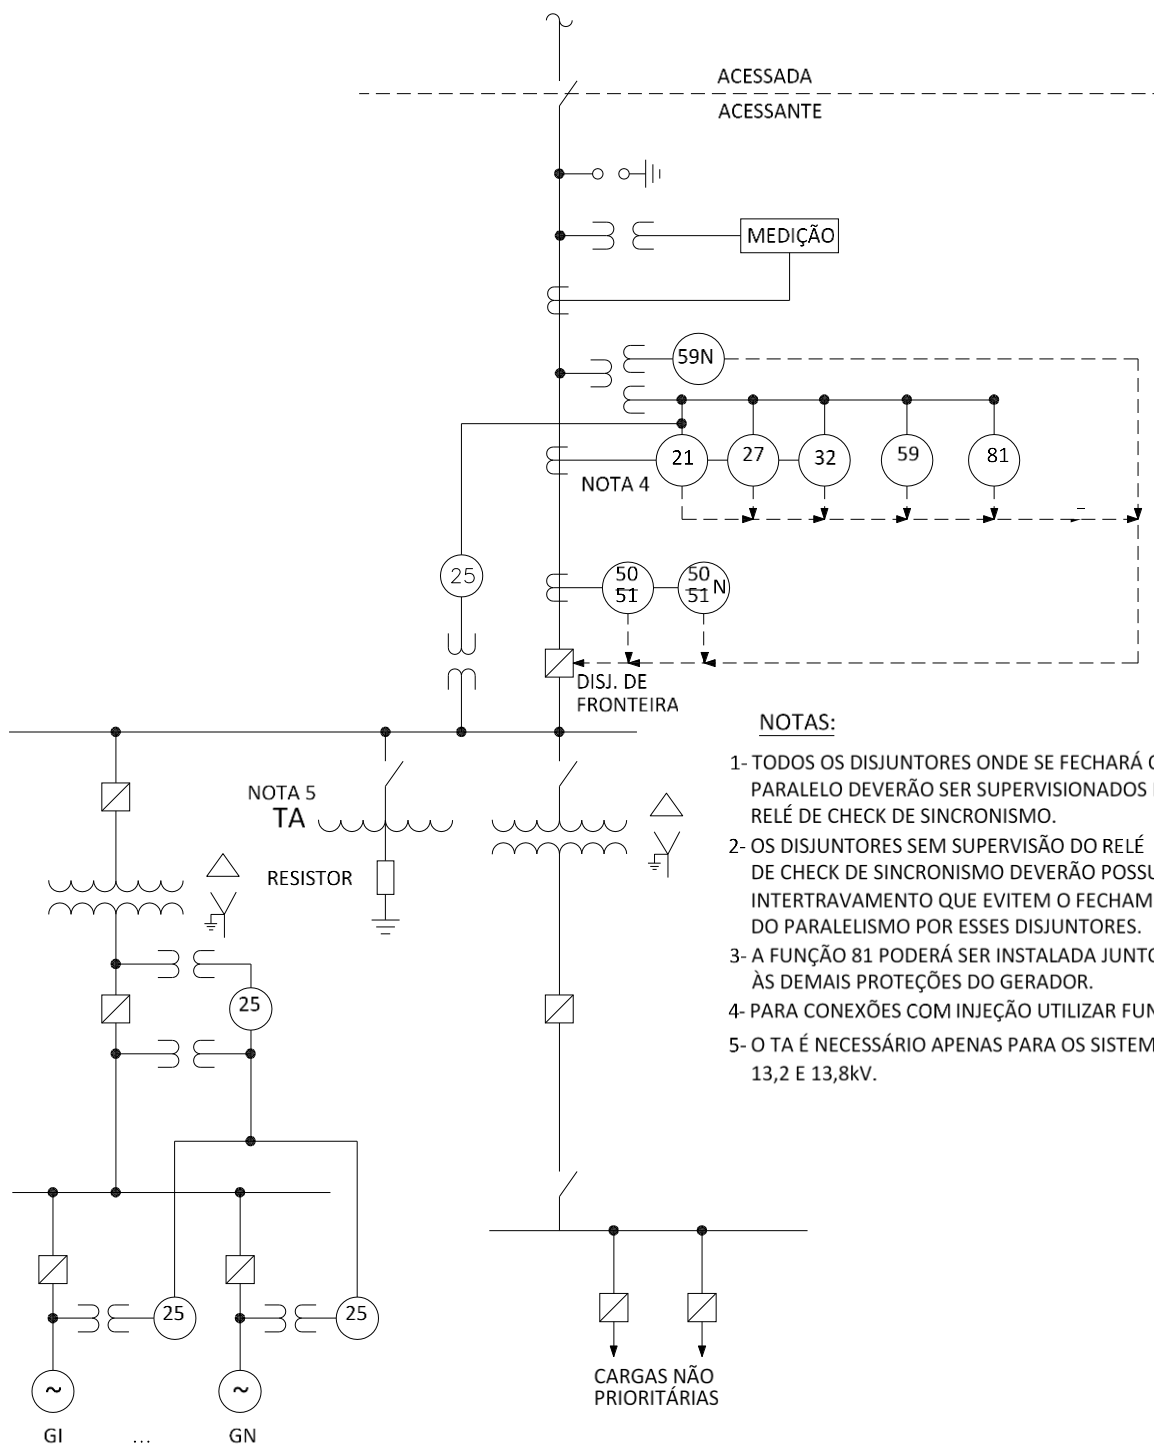 ACESSADA
ACESSANTE
MEDIÇÃO
59N
21
27
32
59
81
NOTA 4
25
50
51
50
51 N
DISJ. DE
FRONTEIRA
NOTAS:
1- TODOS OS DISJUNTORES ONDE SE FECHARÁ
PARALELO DEVERÃO SER SUPERVISIONADOS
RELÉ DE CHECK DE SINCRONISMO.
2- OS DISJUNTORES SEM SUPERVISÃO DO RELÉ
DE CHECK DE SINCRONISMO DEVERÃO POSSU
INTERTRAVAMENTO QUE EVITEM O FECHAM
DO PARALELISMO POR ESSES DISJUNTORES.
3- A FUNÇÃO 81 PODERÁ SER INSTALADA JUNTO
ÀS DEMAIS PROTEÇÕES DO GERADOR.
4- PARA CONEXÕES COM INJEÇÃO UTILIZAR FUN
5- O TA É NECESSÁRIO APENAS PARA OS SISTEM
13,2 E 13,8kV.
NOTA 5
TA
RESISTOR
25
25
25
~
~
GI
...
GN
CARGAS NÃO
PRIORITÁRIAS